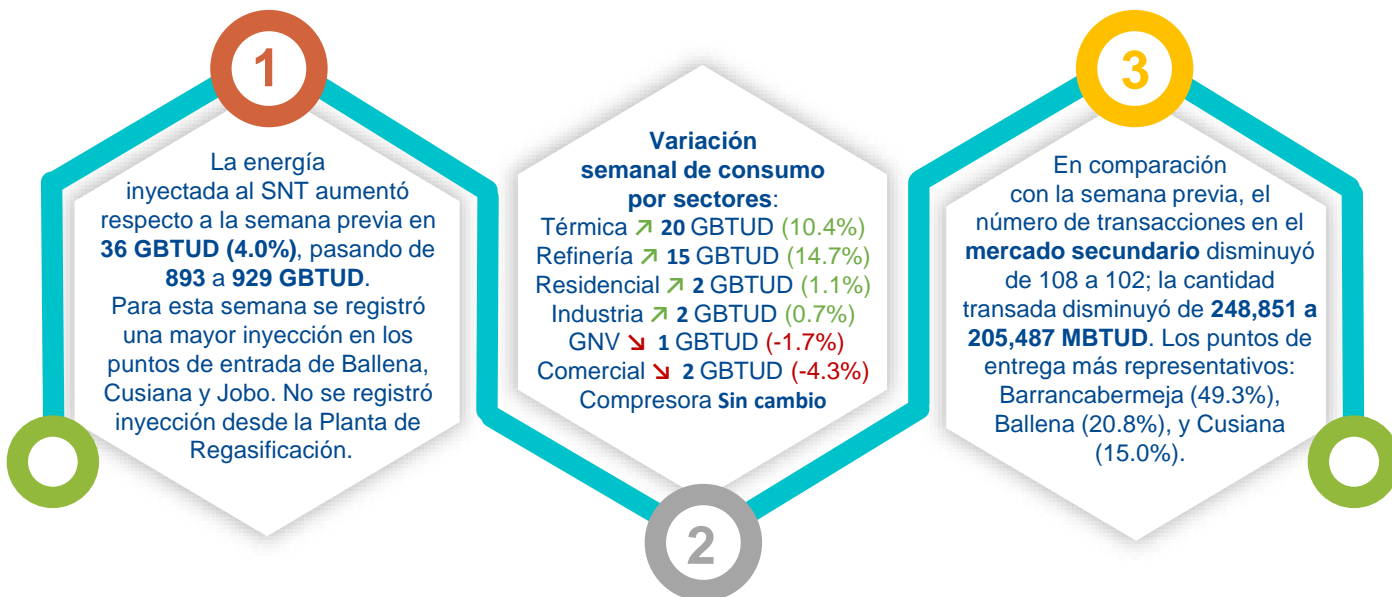 1
La energía
inyectada al SNT aumentó
respecto a la semana previa en
36 GBTUD (4.0%), pasando de
893 a 929 GBTUD.
Para esta semana se registró
una mayor inyección en los
puntos de entrada de Ballena,
Cusiana y Jobo. No se registró
inyección desde la Planta de
Regasificación.
Variación
semanal de consumo
por sectores:
Térmica ↗ 20 GBTUD (10.4%)
Refinería ↗ 15 GBTUD (14.7%)
Residencial ↗ 2 GBTUD (1.1%)
Industria ↗ 2 GBTUD (0.7%)
GNV ↘ 1 GBTUD (-1.7%)
Comercial ↘ 2 GBTUD (-4.3%)
Compresora Sin cambio
2
3
En comparación
con la semana previa, el
número de transacciones en el
mercado secundario disminuyó
de 108 a 102; la cantidad
transada disminuyó de 248,851 a
205,487 MBTUD. Los puntos de
entrega más representativos:
Barrancabermeja (49.3%),
Ballena (20.8%), y Cusiana
(15.0%).